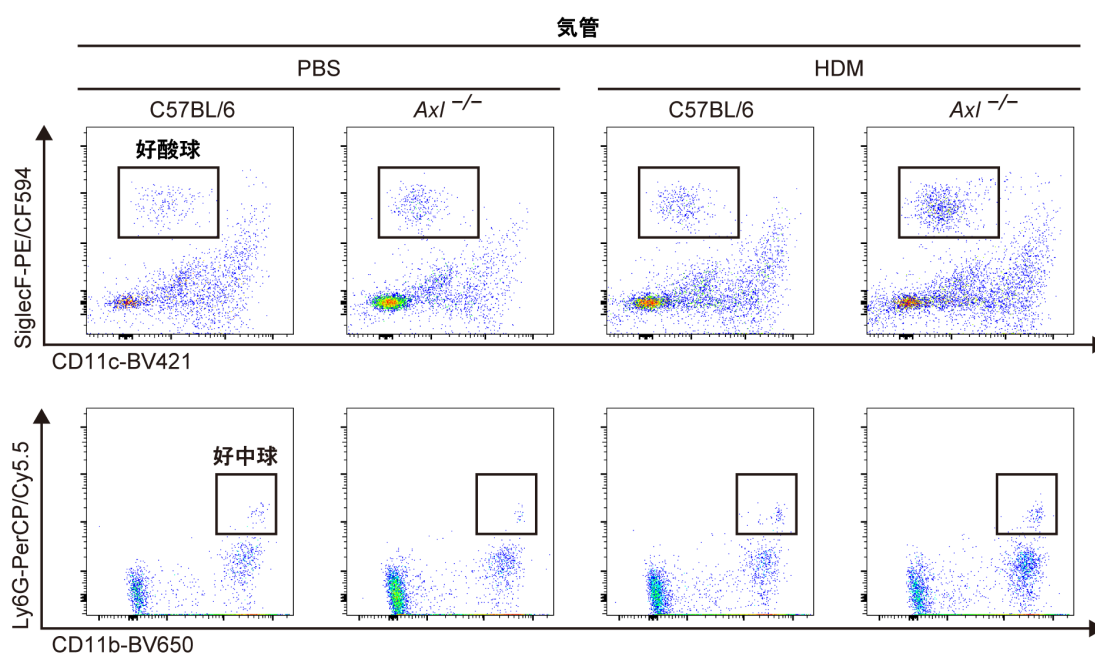 気管
PBS
HDM
C57BL/6
Axl −/−
C57BL/6
Axl −/−
好酸球
SiglecF-PE/CF594
CD11c-BV421
好中球
Ly6G-PerCP/Cy5.5
CD11b-BV650